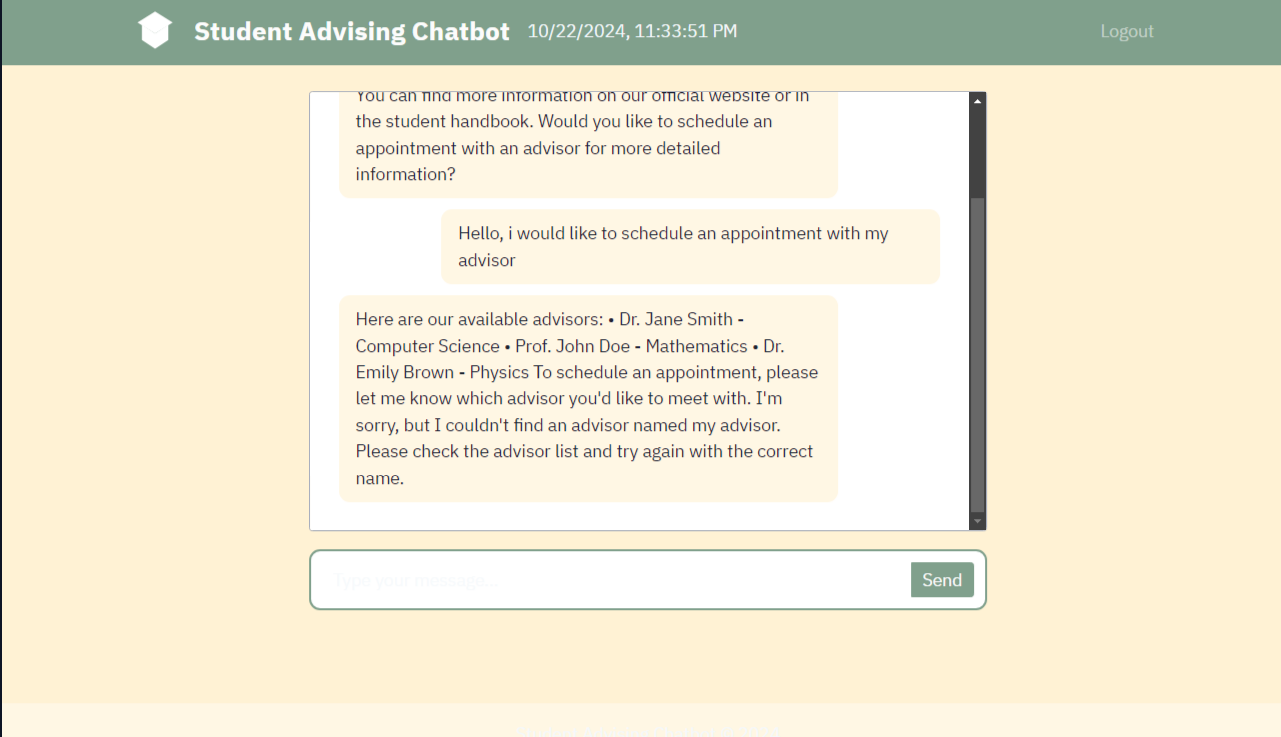 Student Advising Chatbot 10/22/2024, 11:33:51 PM Logout
You can find more information on our official website or in
the student handbook. Would you like to schedule an
appointment with an advisor for more detailed
information?
Hello, i would like to schedule an appointment with my
advisor
Here are our available advisors: • Dr. Jane Smith -
Computer Science • Prof. John Doe - Mathematics • Dr.
Emily Brown - Physics To schedule an appointment, please
let me know which advisor you'd like to meet with. I'm
sorry, but I couldn't find an advisor named my advisor.
Please check the advisor list and try again with the correct
name.
Type your message...
Send